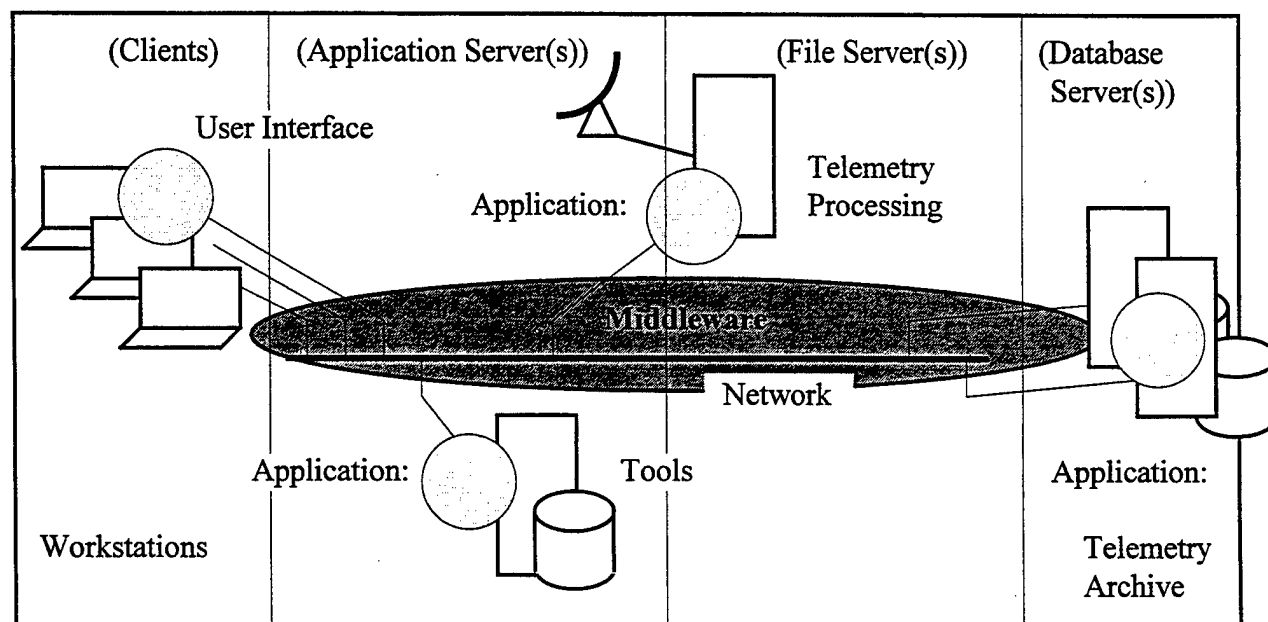 (Clients)
(Application Server(s))
(File Server(s))
(Database
Server(s))
User Interface
Application:
Telemetry
Processing
Middleware
Network
Application:
Tools
Application:
Workstations
Telemetry
Archive